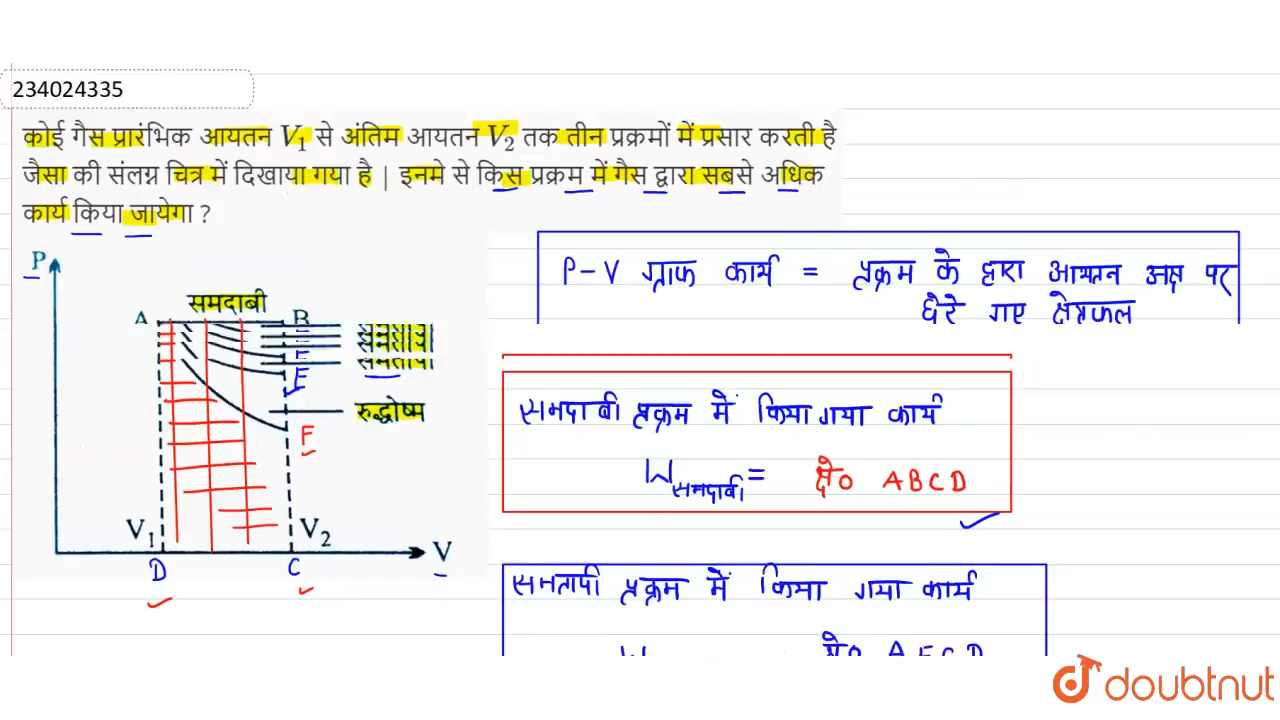 234024335
कोई गैस प्रारंभिक आयतन V₁ से अंतिम आयतन V₂ तक तीन प्रक्रमों में प्रसार करती है
जैसा की संलग्न चित्र में दिखाया गया है | इनमे से किस प्रक्रम में गैस द्वारा सबसे अधिक
कार्य किया जायेगा ?
P
P-V ग्राफ कार्य = प्रक्रम के द्वारा आयतन अक्ष पर
घेरे गए क्षेत्रफल
समदाबी
A B
समतापी
E
रुद्धोष्म
F
समदाबी प्रक्रम में किया गया कार्य
W समदाबी = क्षे० ABCD
V₁ V₂
V
D C
समतापी प्रक्रम में किया गया कार्य
doubtnut